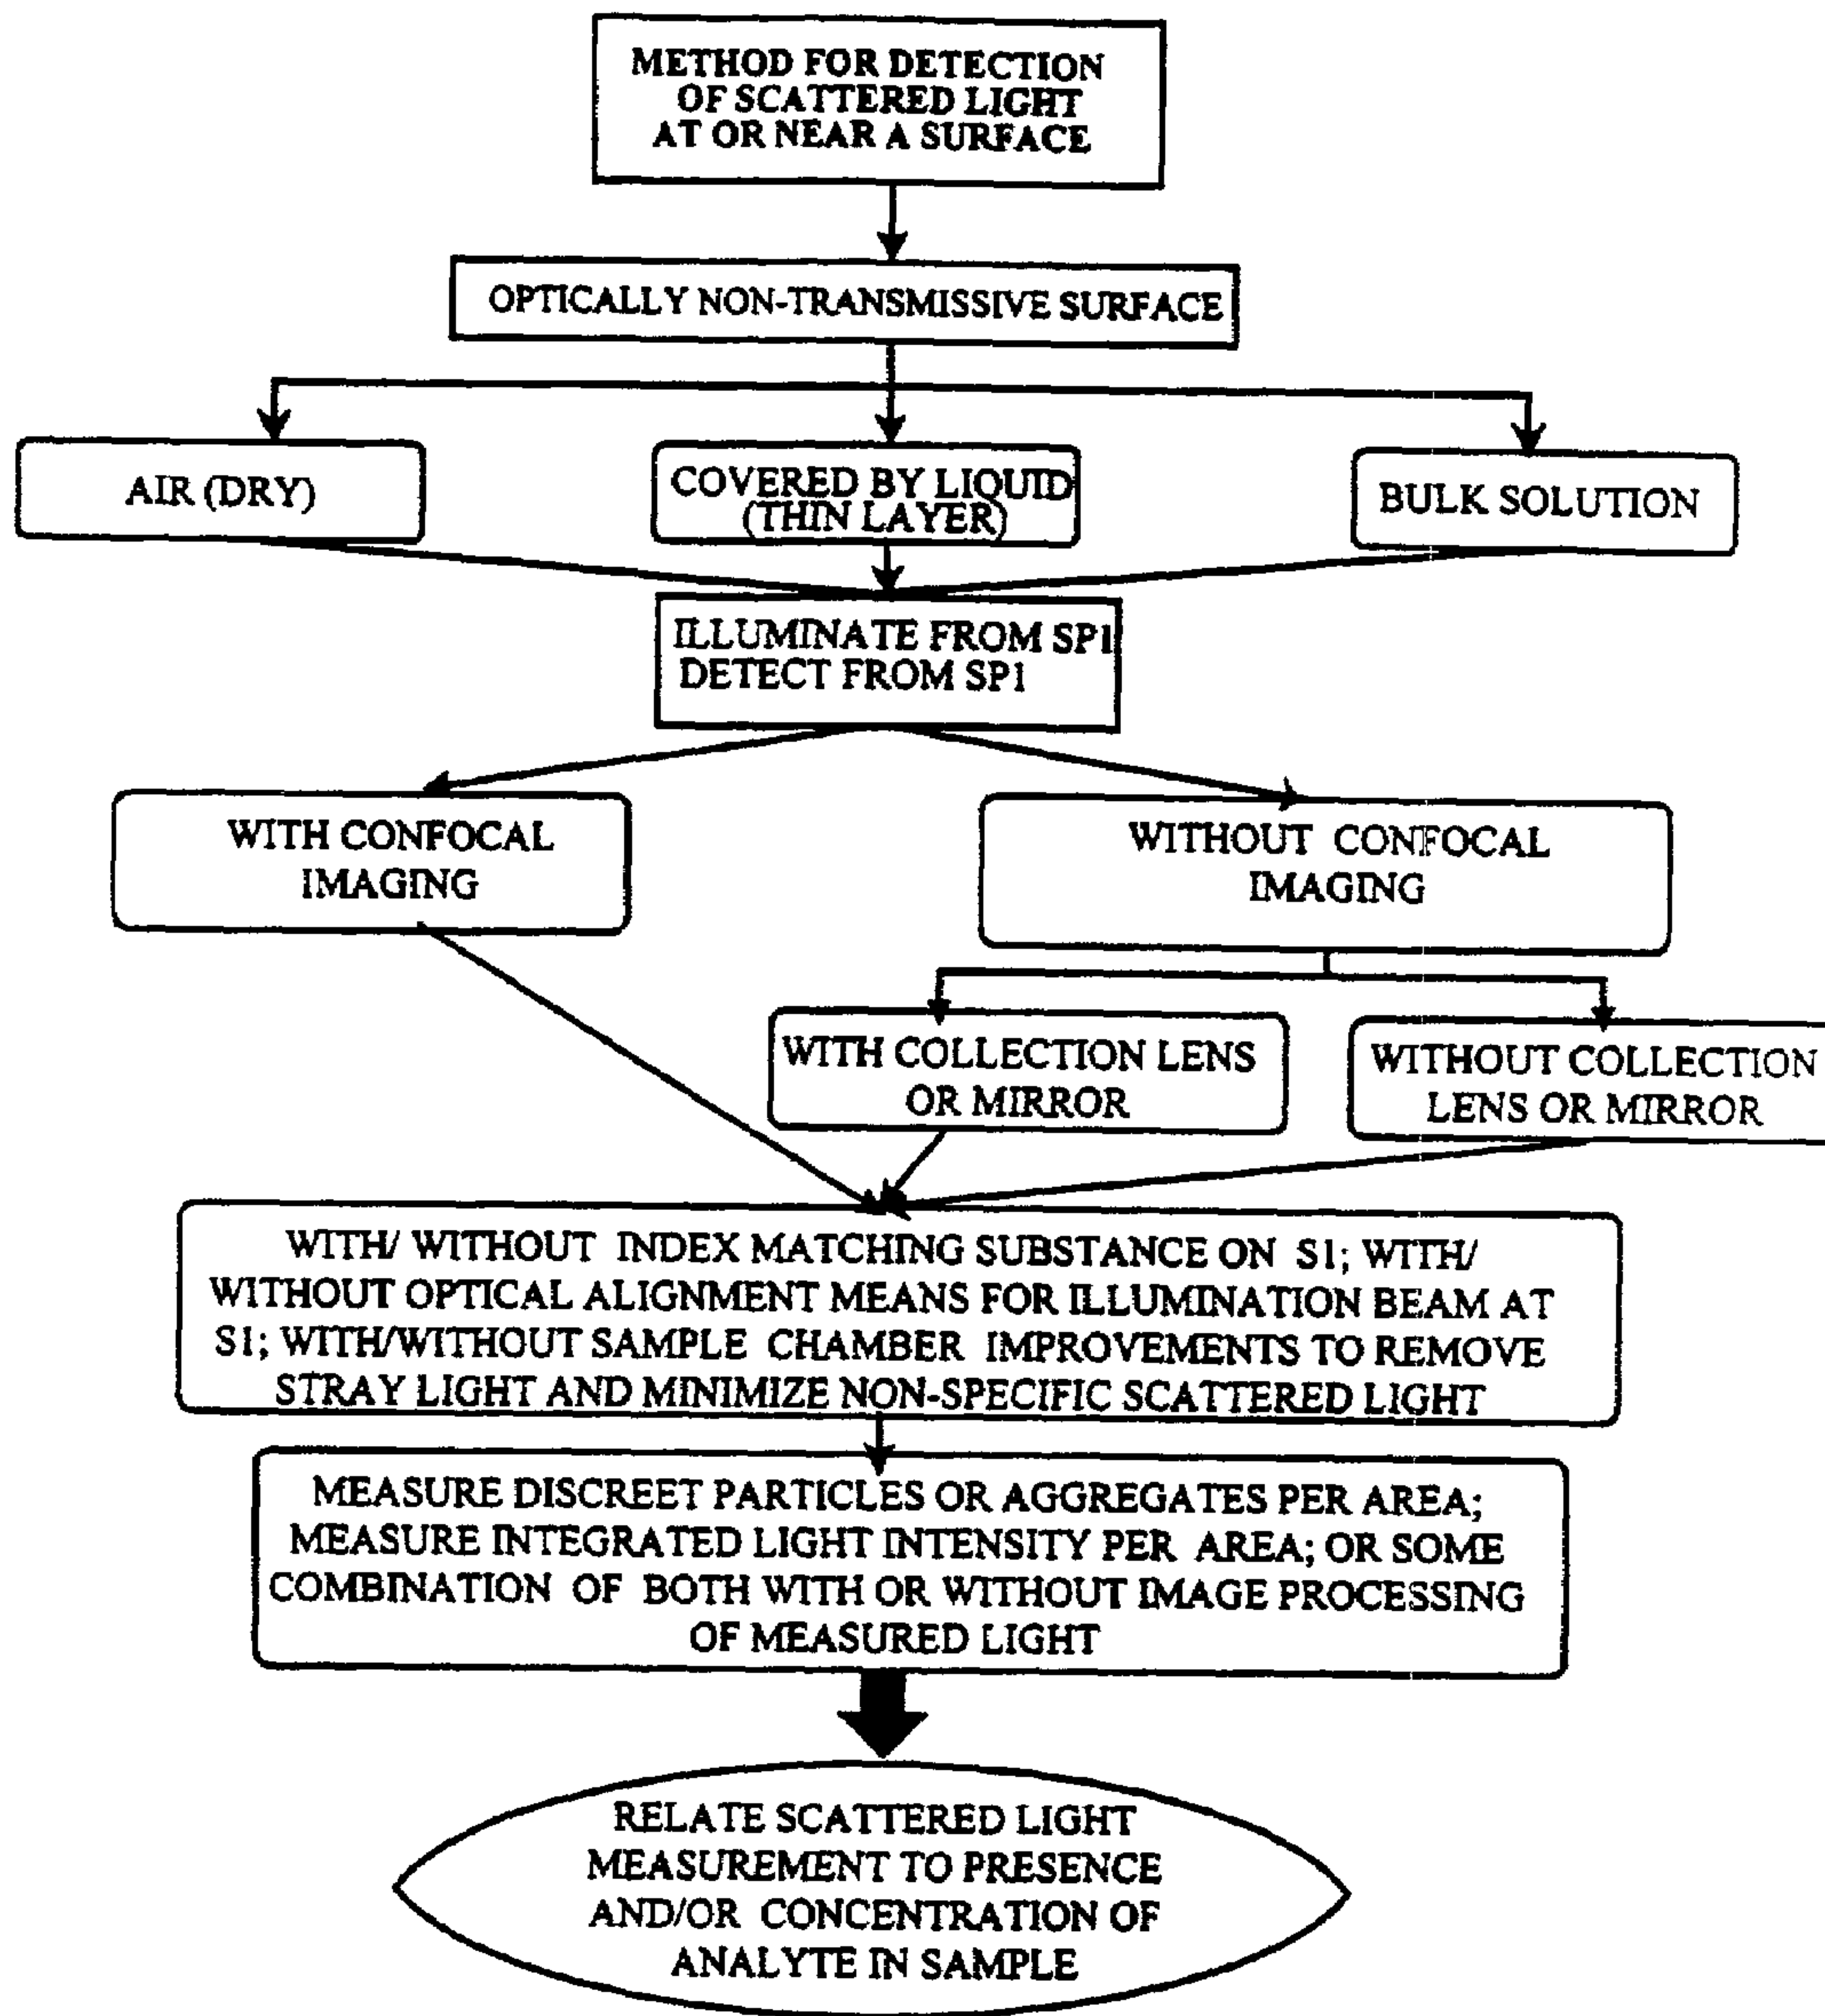 METHOD FOR DETECTION
OF SCATTERED LIGHT
AT OR NEAR A SURFACE
OPTICALLY NON-TRANSMISSIVE SURFACE
AIR (DRY)
COVERED BY LIQUID
(THIN LAYER)
BULK SOLUTION
ILLUMINATE FROM SP1
DETECT FROM SP1
WITH CONFOCAL
IMAGING
WITHOUT CONFOCAL
IMAGING
WITH COLLECTION LENS
OR MIRROR
WITHOUT COLLECTION
LENS OR MIRROR
WITH/ WITHOUT INDEX MATCHING SUBSTANCE ON S1; WITH/
WITHOUT OPTICAL ALIGNMENT MEANS FOR ILLUMINATION BEAM AT
S1; WITH/WITHOUT SAMPLE CHAMBER IMPROVEMENTS TO REMOVE
STRAY LIGHT AND MINIMIZE NON-SPECIFIC SCATTERED LIGHT
MEASURE DISCREET PARTICLES OR AGGREGATES PER AREA;
MEASURE INTEGRATED LIGHT INTENSITY PER AREA; OR SOME
COMBINATION OF BOTH WITH OR WITHOUT IMAGE PROCESSING
OF MEASURED LIGHT
RELATE SCATTERED LIGHT
MEASUREMENT TO PRESENCE
AND/OR CONCENTRATION OF
ANALYTE IN SAMPLE